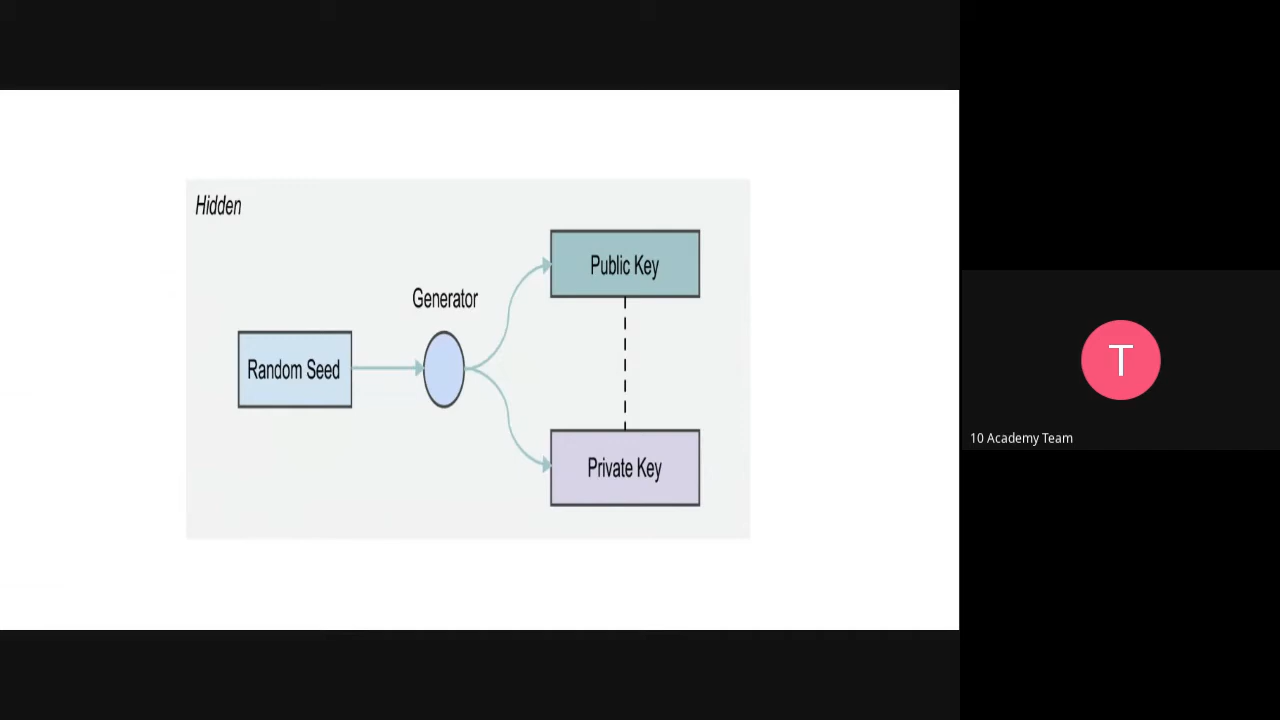 Hidden
Public Key
Generator
Random Seed
Private Key
T
10 Academy Team